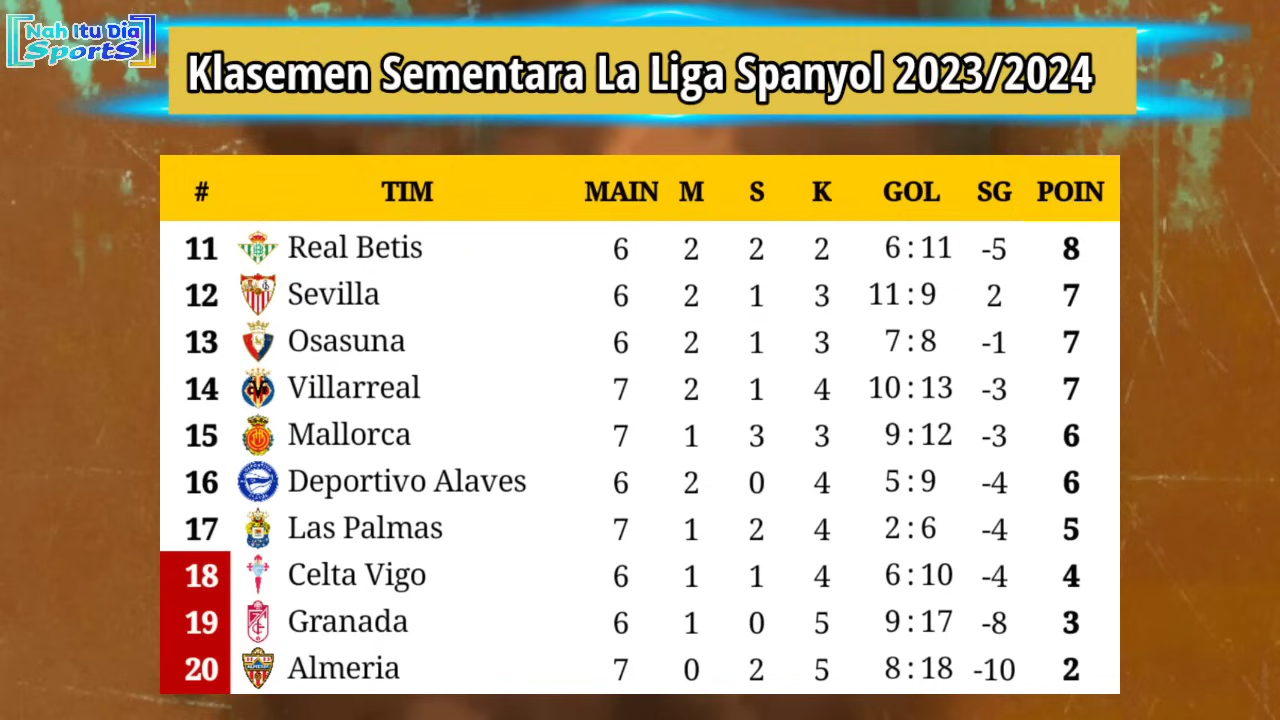 Nah Itu Dia
Sports
Klasemen Sementara La Liga Spanyol 2023/2024
# TIM MAIN M S K GOL SG POIN
11 Real Betis 6 2 2 2 6:11 -5 8
12 Sevilla 6 2 1 3 11:9 2 7
13 Osasuna 6 2 1 3 7:8 -1 7
14 Villarreal 7 2 1 4 10:13 -3 7
15 Mallorca 7 1 3 3 9:12 -3 6
16 Deportivo Alaves 6 2 0 4 5:9 -4 6
17 Las Palmas 7 1 2 4 2:6 -4 5
18 Celta Vigo 6 1 1 4 6:10 -4 4
19 Granada 6 1 0 5 9:17 -8 3
20 Almeria 7 0 2 5 8:18 -10 2